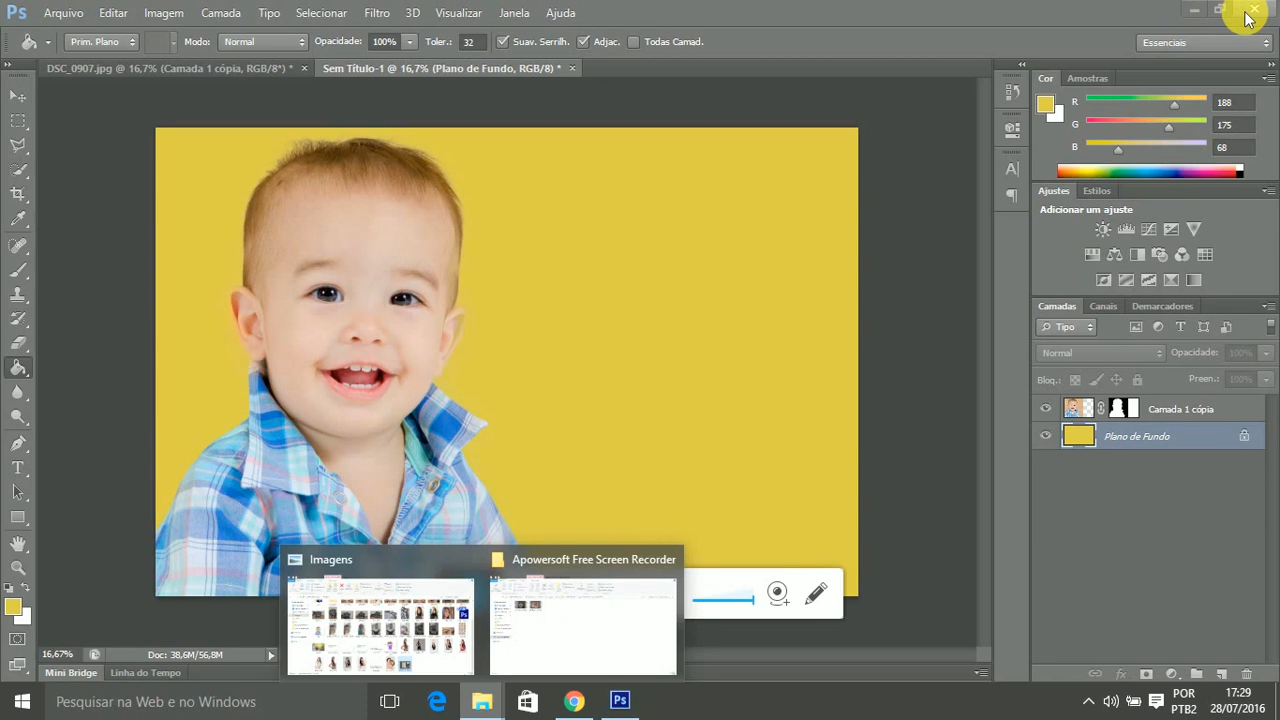 Ps Arquivo Editar Imagem Camada Tipo Selecionar Filtro 3D Visualizar Janela Ajuda
Prim. Plano Modo: Normal Opacidade: 100% Toler.: 32 Suav. Serrilh. Adjac. Todas Camad. Essenciais
DSC_0907.jpg @ 16,7% (Camada 1 cópia, RGB/8*) * × Sem Título-1 @ 16,7% (Plano de Fundo, RGB/8) * ×
Cor Amostras
R 188
G 175
B 68
Ajustes Estilos
Adicionar um ajuste
Camadas Canais Demarcadores
Tipo
Normal Opacidade: 100%
Bloq.: Preen.: 100%
Camada 1 cópia
Plano de Fundo
Imagens Apowersoft Free Screen Recorder
16,67% Doc: 38,6M/56,8M
Mini Bridge Linha do Tempo
Pesquisar na Web e no Windows
Ps
POR
PTB2
17:29
28/07/2016